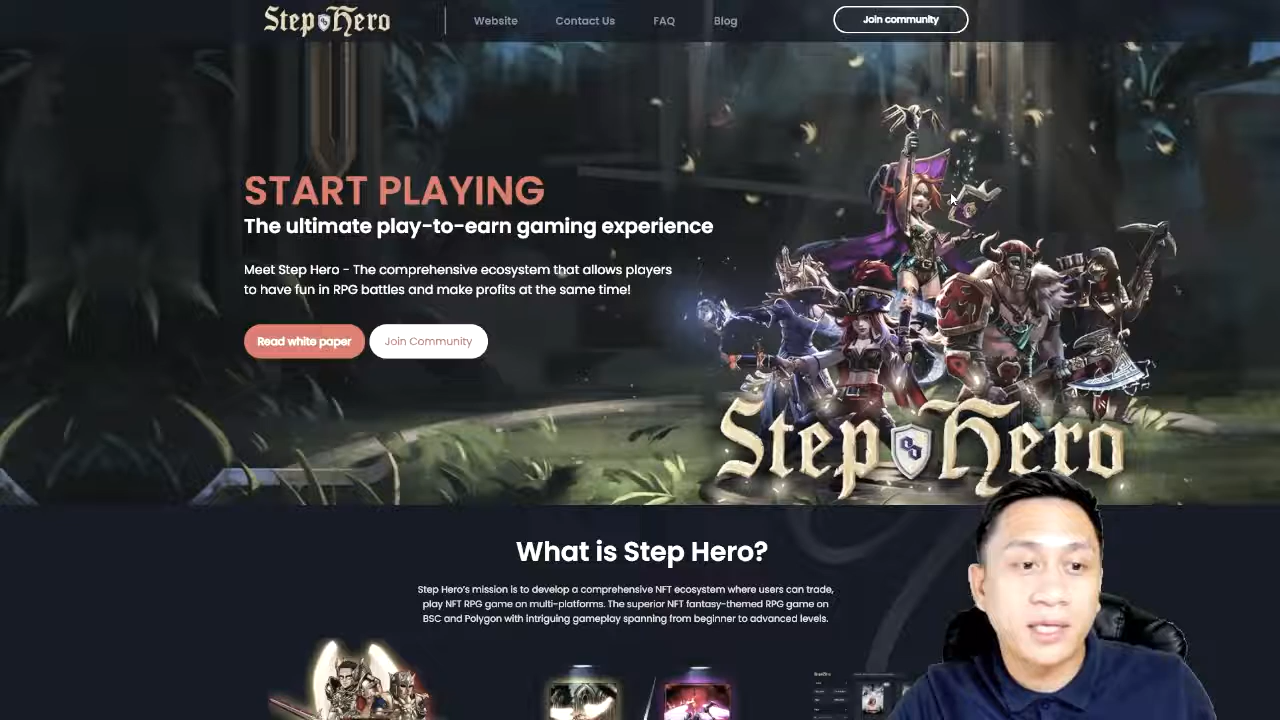 Step Hero
Website
Contact Us
FAQ
Blog
Join community
START PLAYING
The ultimate play-to-earn gaming experience
Meet Step Hero - The comprehensive ecosystem that allows players
to have fun in RPG battles and make profits at the same time!
Read white paper
Join Community
Step Hero
What is Step Hero?
Step Hero's mission is to develop a comprehensive NFT ecosystem where users can trade,
play NFT RPG game on multi-platforms. The superior NFT fantasy-themed RPG game on
BSC and Polygon with intriguing gameplay spanning from beginner to advanced levels.